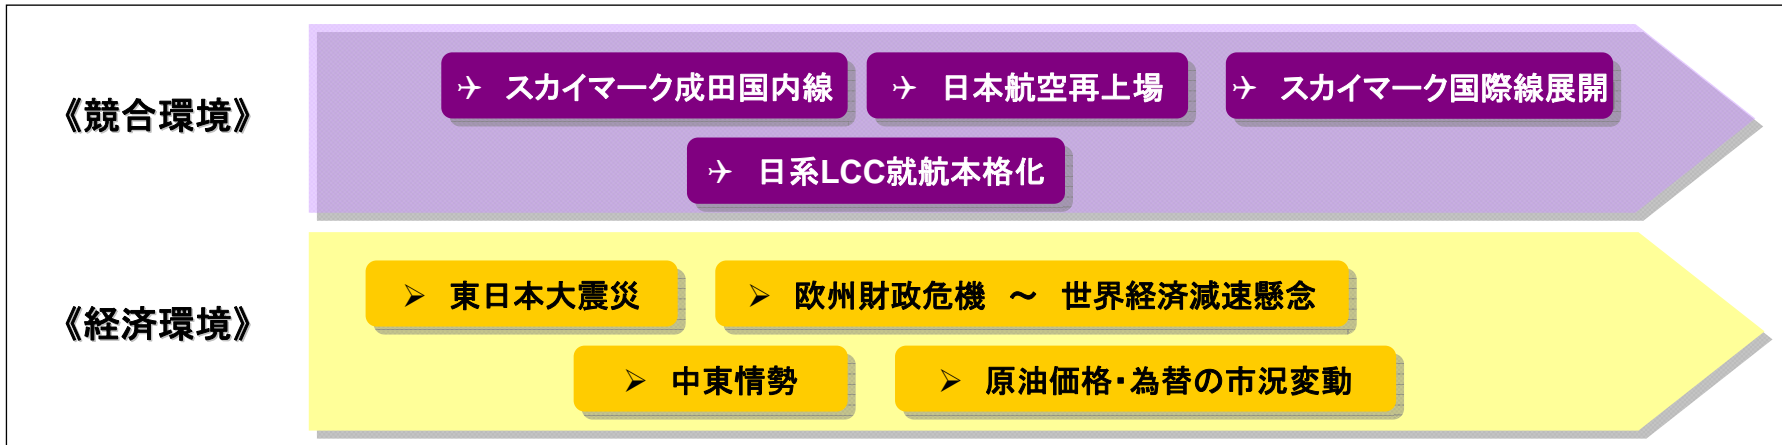 《競合環境》
✈ スカイマーク成田国内線
✈ 日本航空再上場
✈ スカイマーク国際線展開
✈ 日系LCC就航本格化
《経済環境》
➢ 東日本大震災
➢ 欧州財政危機 ～ 世界経済減速懸念
➢ 中東情勢
➢ 原油価格・為替の市況変動